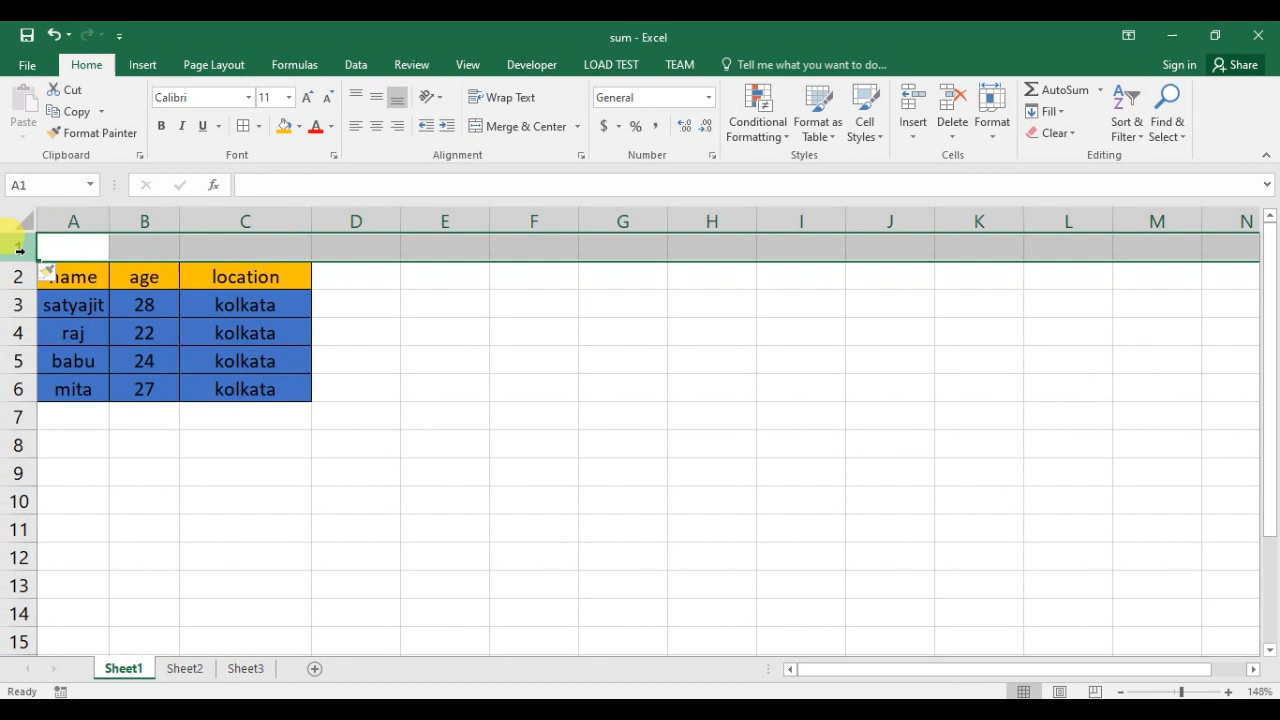 sum - Excel
File Home Insert Page Layout Formulas Data Review View Developer LOAD TEST TEAM Tell me what you want to do... Sign in Share
Paste
Cut
Copy
Format Painter
Clipboard
Calibri 11
B I U
Font
Wrap Text
Merge & Center
Alignment
General
$ % ,
Number
Conditional Formatting
Format as Table
Cell Styles
Styles
Insert
Delete
Format
Cells
AutoSum
Fill
Clear
Sort & Filter
Find & Select
Editing
A1 fx
A B C D E F G H I J K L M N
1
2 name age location
3 satyajit 28 kolkata
4 raj 22 kolkata
5 babu 24 kolkata
6 mita 27 kolkata
7
8
9
10
11
12
13
14
15
Sheet1 Sheet2 Sheet3
Ready 148%